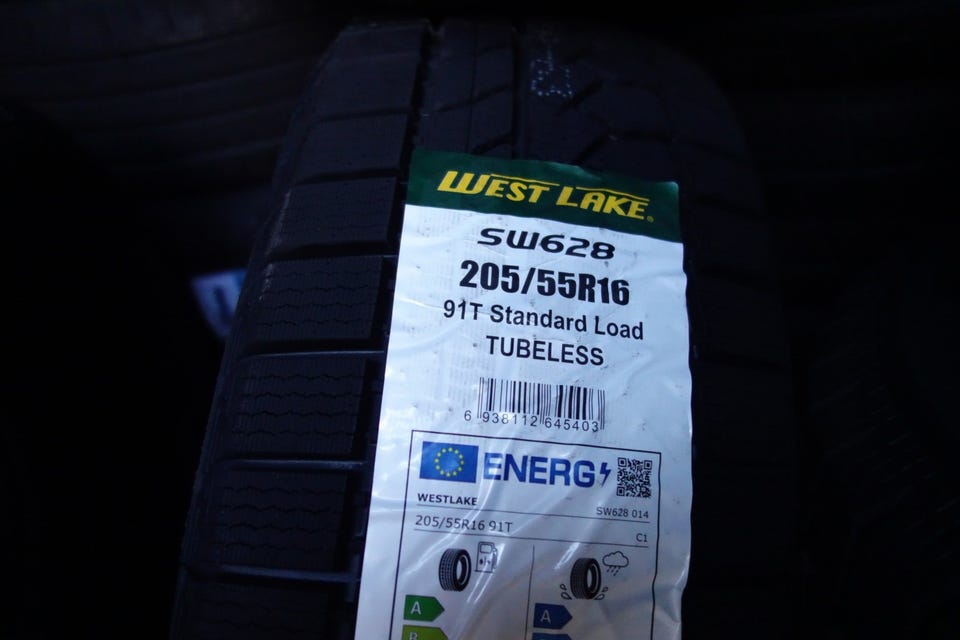 WEST LAKE®
SW628
205/55R16
91T Standard Load
TUBELESS
6 938112 645403
ENERG
WESTLAKE
SW628 014
205/55R16 91T
C1
A
A
B